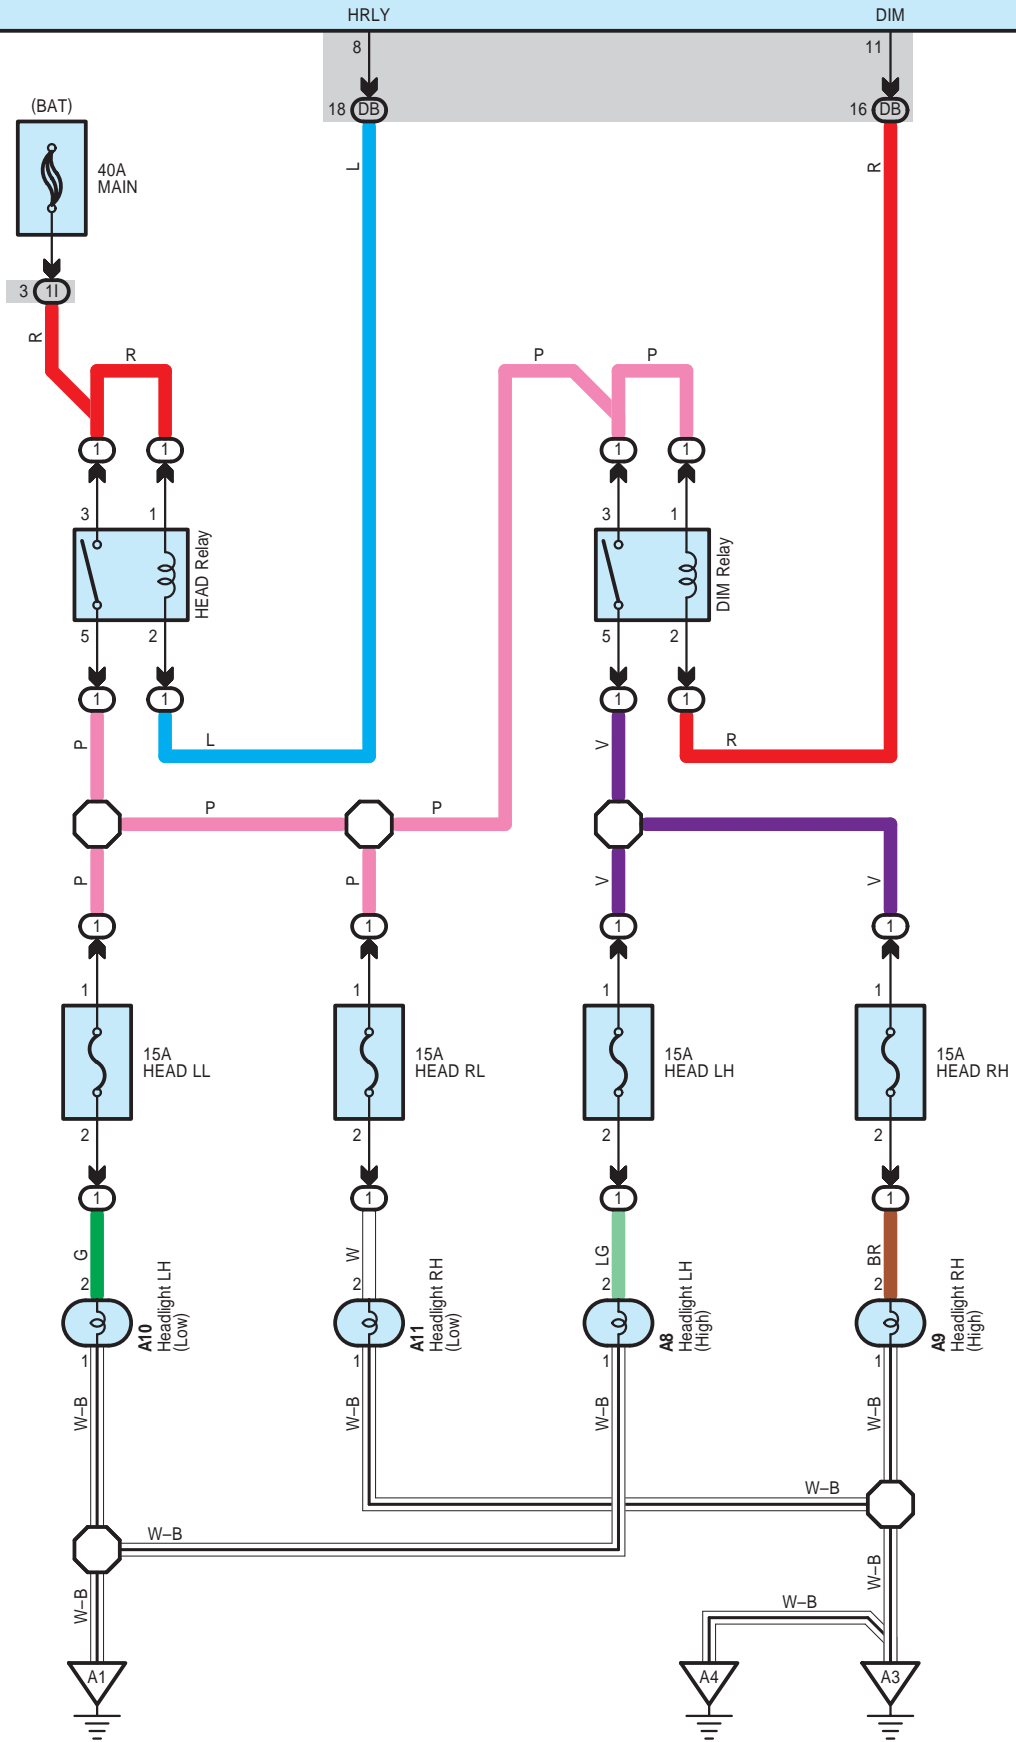 HRLY DIM
8 11
18 DB 16 DB
(BAT)
40A
MAIN
L R
3 1I
R
R P P
1 1 1 1
3 1 3 1
HEAD Relay DIM Relay
5 2 5 2
1 1 1 1
P L V R
P P
P P V V
1 1 1 1
1 1 1 1
15A
HEAD LL
15A
HEAD RL
15A
HEAD LH
15A
HEAD RH
2 2 2 2
1 1 1 1
G W LG BR
2 2 2 2
A10
Headlight LH
(Low)
A11
Headlight RH
(Low)
A8
Headlight LH
(High)
A9
Headlight RH
(High)
1 1 1 1
W–B W–B W–B W–B
W–B
W–B
W–B W–B
W–B
A1 A4 A3